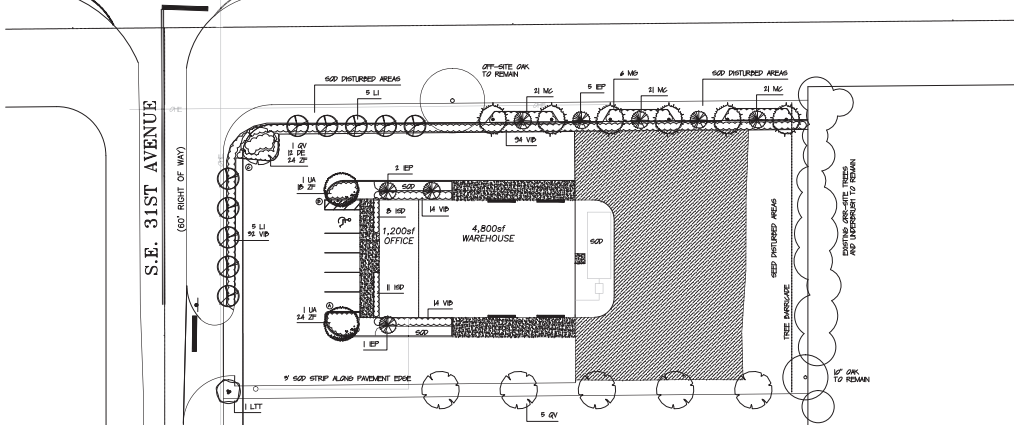 OFF-SITE OAK
TO REMAIN
6 MG
SOD DISTURBED AREAS
SOD DISTURBED AREAS
5 LI
21 MC
5 IEP
21 MC
21 MC
94 VIB
1 QV
12 DE
24 ZF
2 IEP
1 UA
18 ZF
SOD
14 VIB
8 ISD
1,200sf
OFFICE
4,800sf
WAREHOUSE
SOD
S.E. 31ST AVENUE
(60' RIGHT OF WAY)
5 LI
92 VIB
SEED DISTURBED AREAS
EXISTING OFF-SITE TREES
AND UNDERBRUSH TO REMAIN
TREE BARRICADE
11 ISD
14 VIB
1 UA
24 ZF
SOD
1 IEP
SOD STRIP ALONG PAVEMENT EDGE
10" OAK
TO REMAIN
1 LTT
5 QV